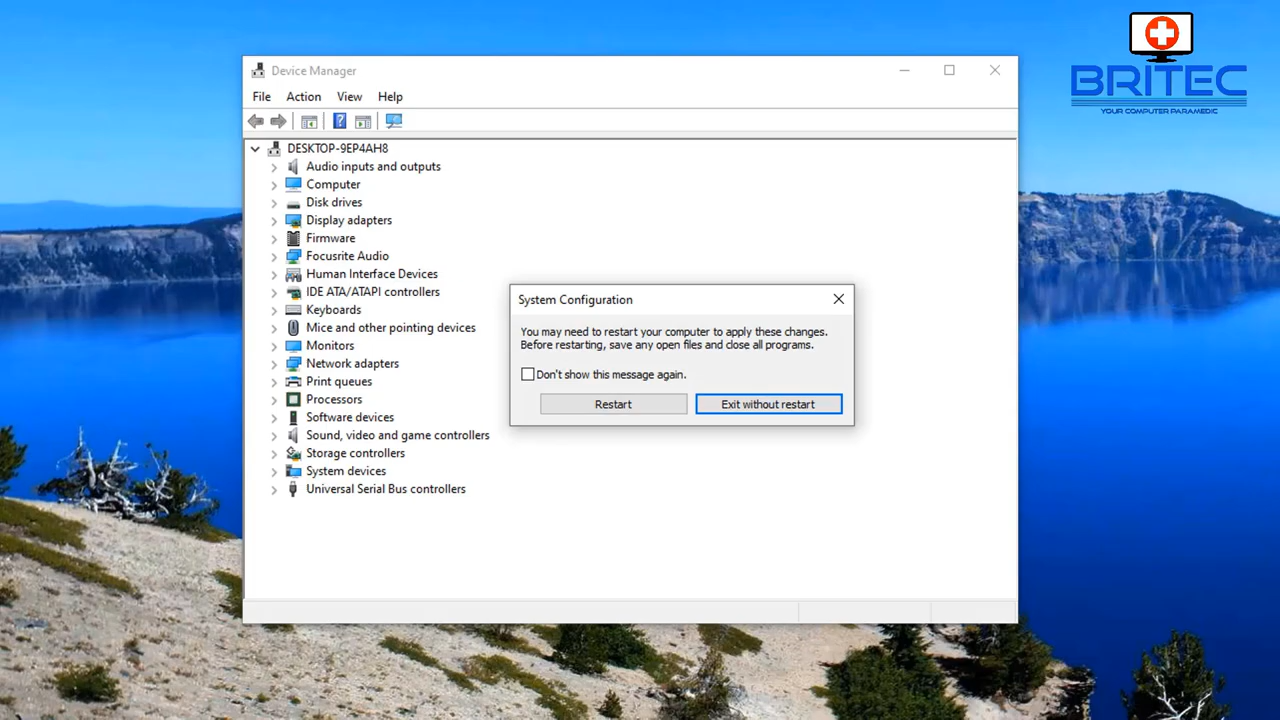 BRITEC
YOUR COMPUTER PARAMEDIC
Device Manager
File Action View Help
DESKTOP-9EP4AH8
Audio inputs and outputs
Computer
Disk drives
Display adapters
Firmware
Focusrite Audio
Human Interface Devices
IDE ATA/ATAPI controllers
Keyboards
Mice and other pointing devices
Monitors
Network adapters
Print queues
Processors
Software devices
Sound, video and game controllers
Storage controllers
System devices
Universal Serial Bus controllers
System Configuration
You may need to restart your computer to apply these changes.
Before restarting, save any open files and close all programs.
Don't show this message again.
Restart Exit without restart